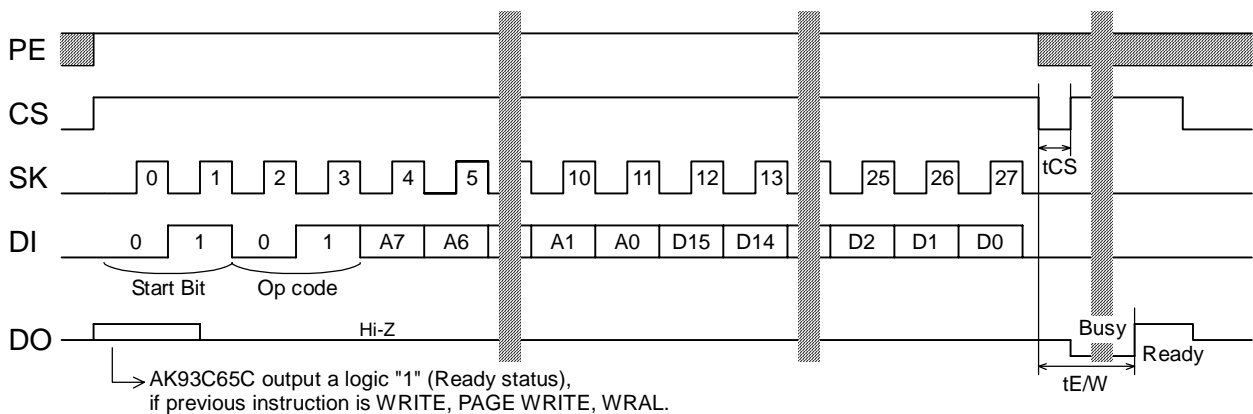 PE
CS
tCS
SK 0 1 2 3 4 5 10 11 12 13 25 26 27
DI 0 1 0 1 A7 A6 A1 A0 D15 D14 D2 D1 D0
Start Bit Op code
DO Hi-Z Busy Ready
tE/W
AK93C65C output a logic "1" (Ready status),
if previous instruction is WRITE, PAGE WRITE, WRAL.